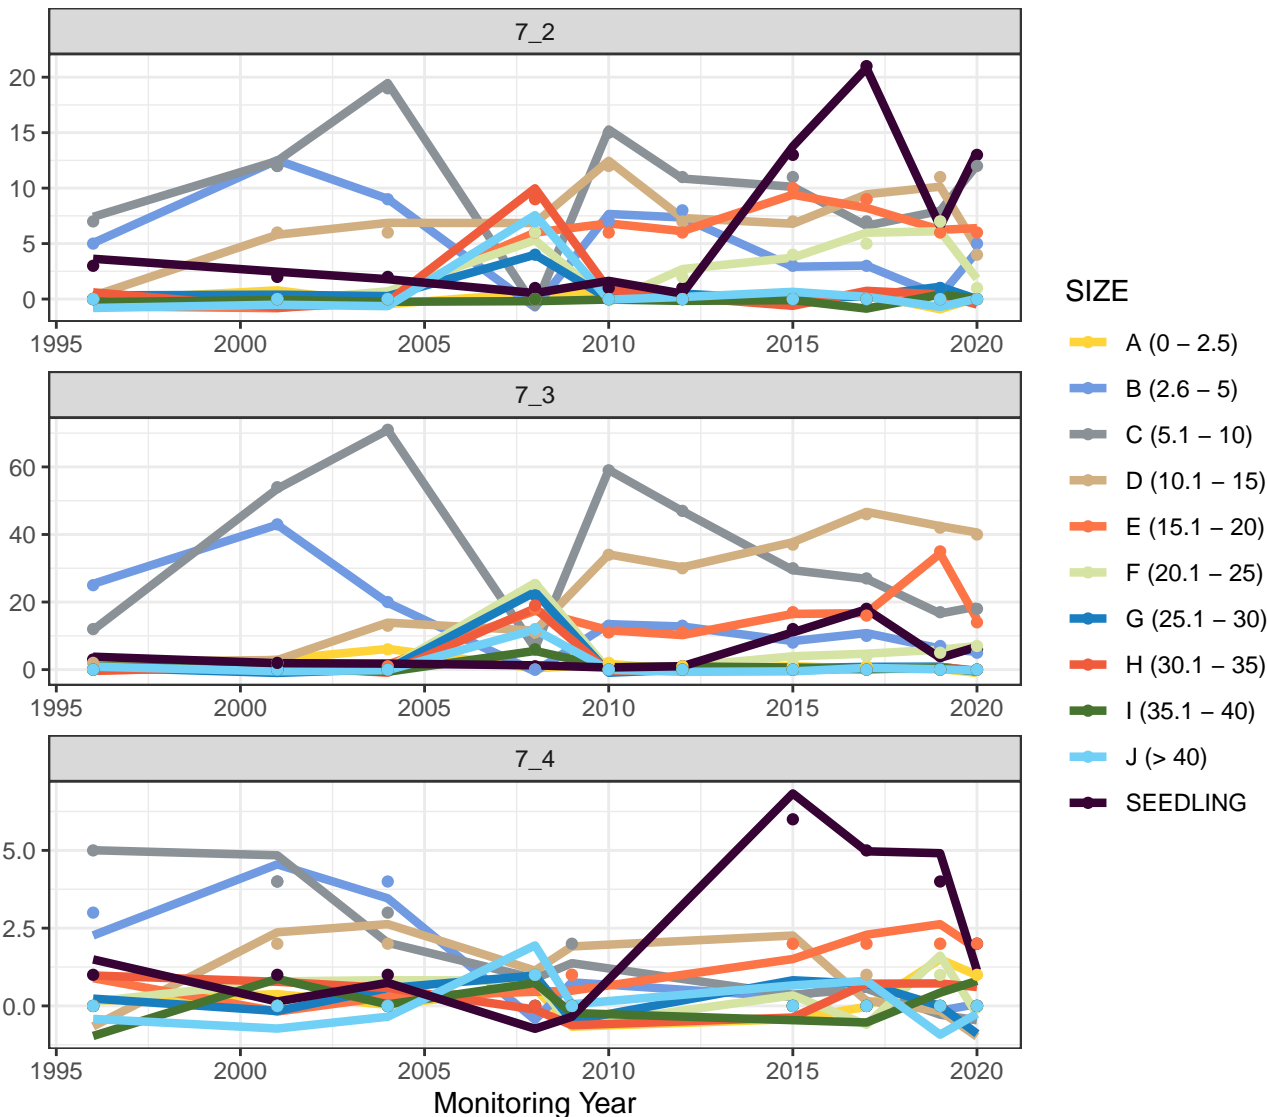 7_2
20
15
10
5
0
1995 2000 2005 2010 2015 2020
7_3
60
40
20
0
1995 2000 2005 2010 2015 2020
7_4
5.0
2.5
0.0
1995 2000 2005 2010 2015 2020
Monitoring Year
SIZE
A (0 − 2.5)
B (2.6 − 5)
C (5.1 − 10)
D (10.1 − 15)
E (15.1 − 20)
F (20.1 − 25)
G (25.1 − 30)
H (30.1 − 35)
I (35.1 − 40)
J (> 40)
SEEDLING